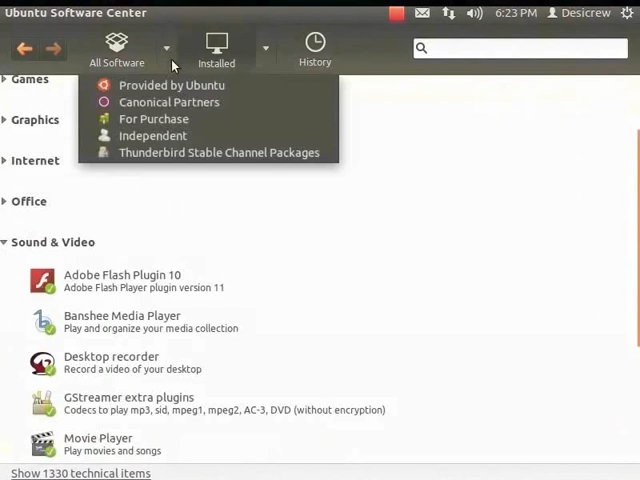 Ubuntu Software Center
6:23 PM
Desicrew
All Software
Installed
History
Provided by Ubuntu
Canonical Partners
For Purchase
Independent
Thunderbird Stable Channel Packages
Games
Graphics
Internet
Office
Sound & Video
Adobe Flash Plugin 10
Adobe Flash Player plugin version 11
Banshee Media Player
Play and organize your media collection
Desktop recorder
Record a video of your desktop
GStreamer extra plugins
Codecs to play mp3, sid, mpeg1, mpeg2, AC-3, DVD (without encryption)
Movie Player
Play movies and songs
Show 1330 technical items